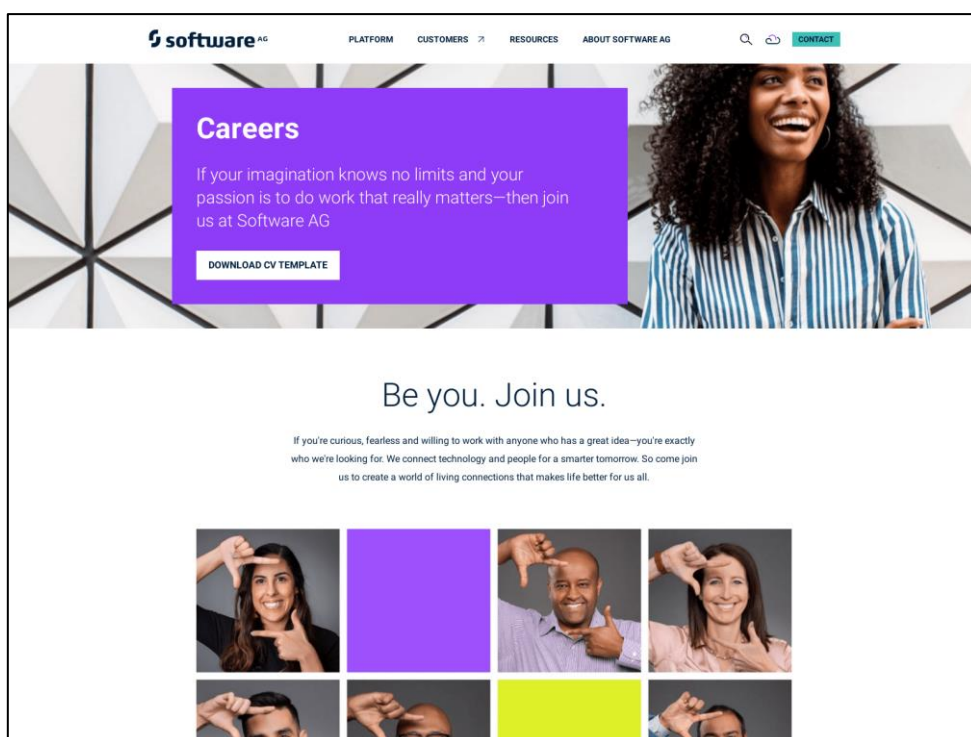 software AG
PLATFORM CUSTOMERS RESOURCES ABOUT SOFTWARE AG CONTACT
Careers
If your imagination knows no limits and your
passion is to do work that really matters—then join
us at Software AG
DOWNLOAD CV TEMPLATE
Be you. Join us.
If you're curious, fearless and willing to work with anyone who has a great idea—you're exactly
who we're looking for. We connect technology and people for a smarter tomorrow. So come join
us to create a world of living connections that makes life better for us all.